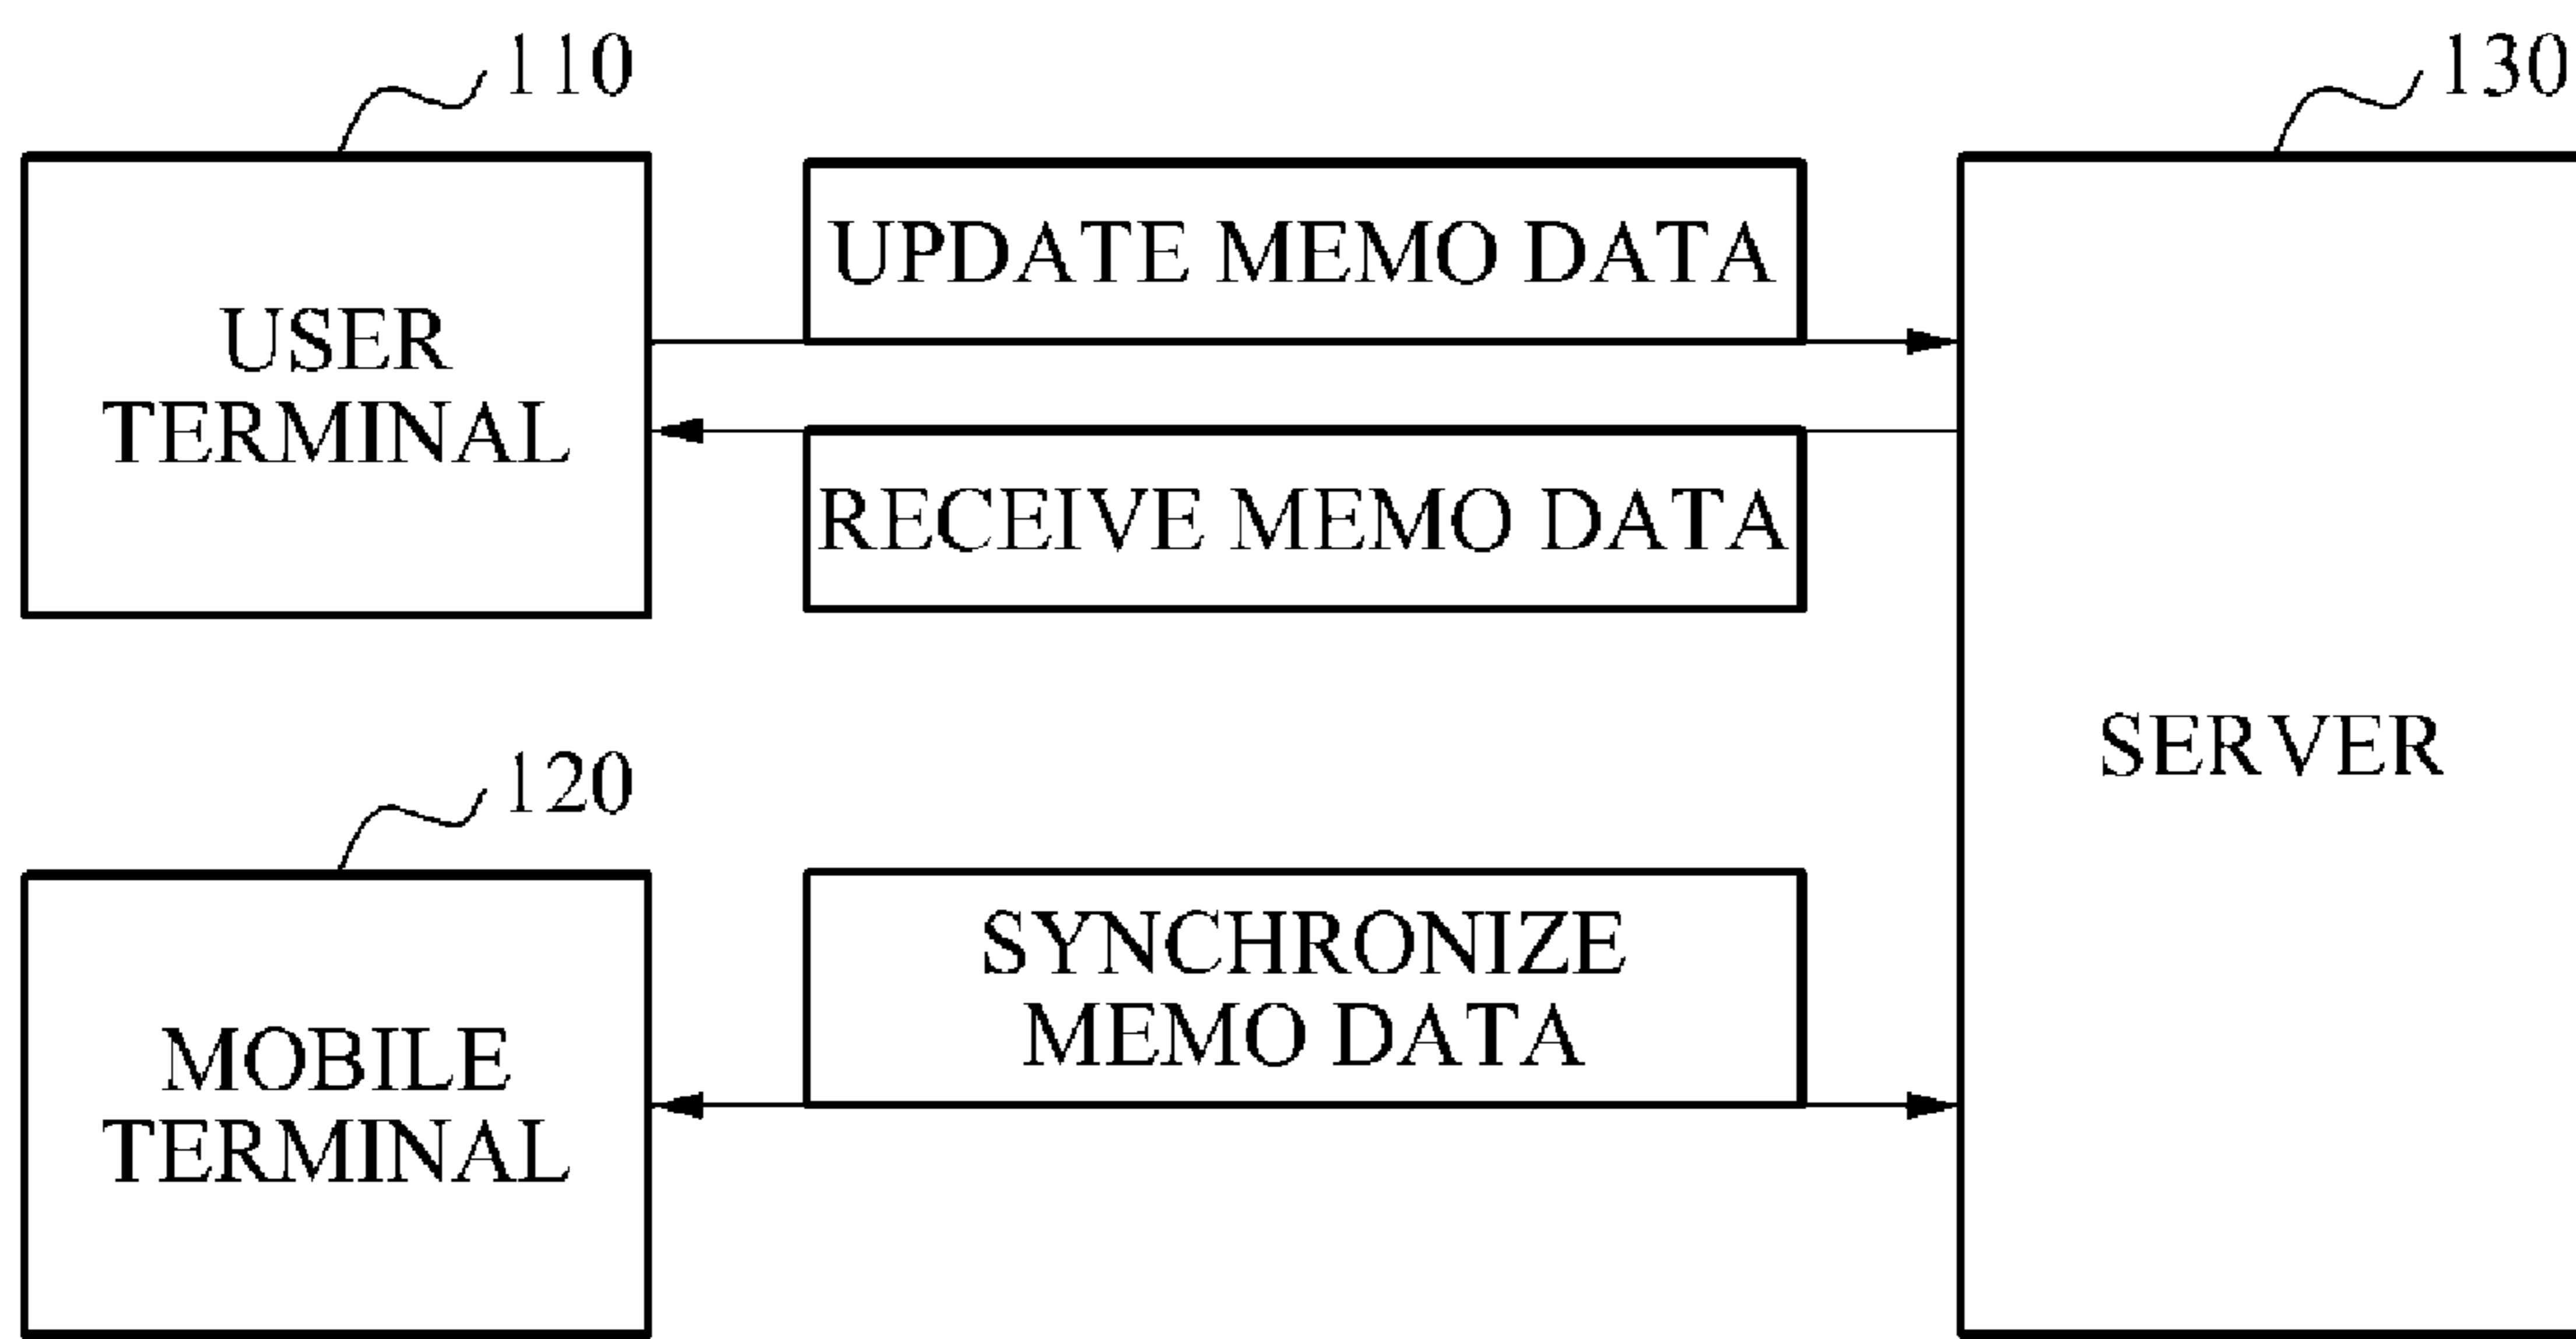 110
130
UPDATE MEMO DATA
USER
TERMINAL
RECEIVE MEMO DATA
SERVER
120
SYNCHRONIZE
MEMO DATA
MOBILE
TERMINAL